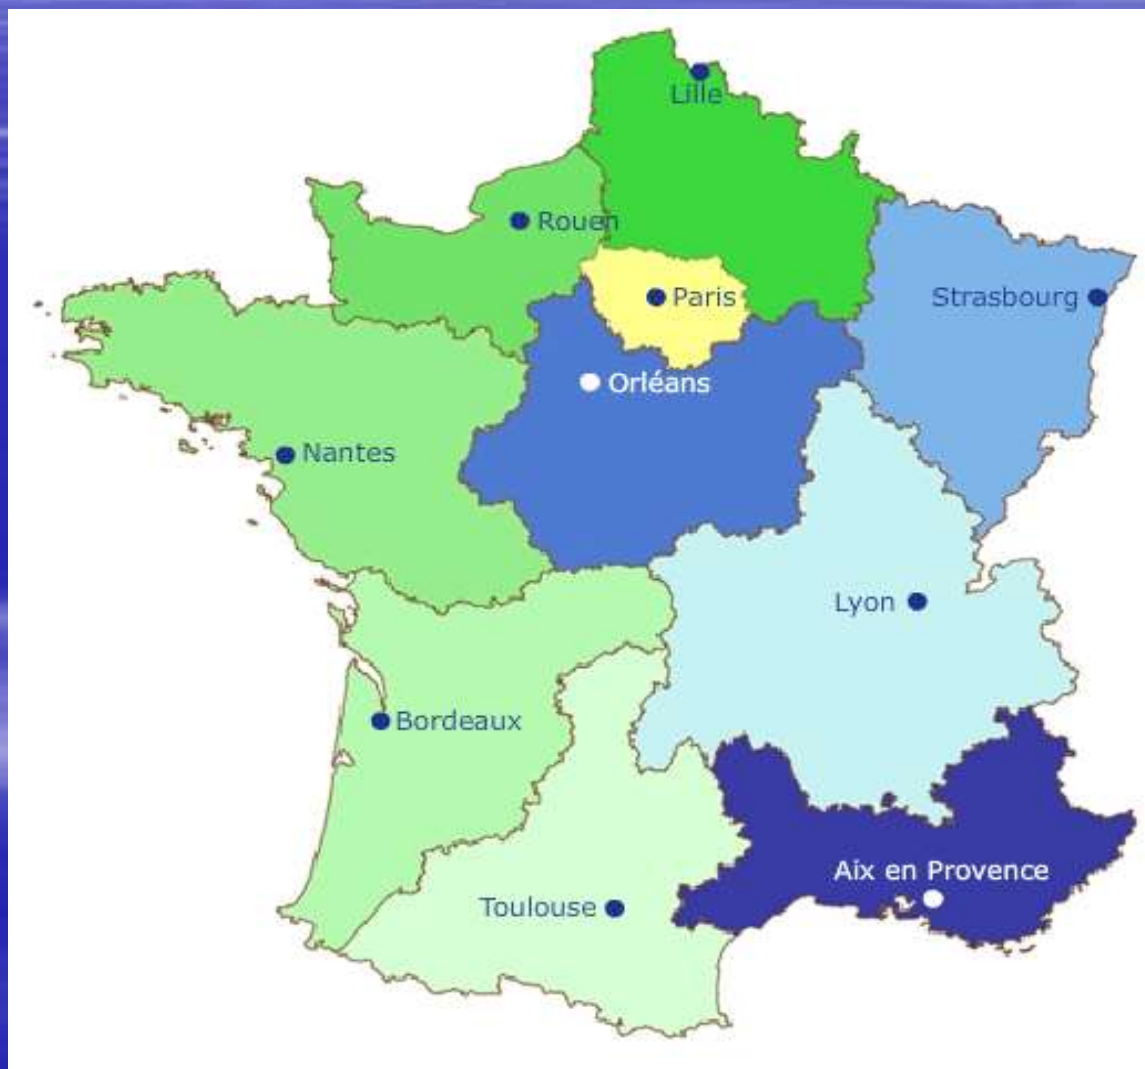 Lille
Rouen
Paris
Strasbourg
Orléans
Nantes
Lyon
Bordeaux
Aix en Provence
Toulouse